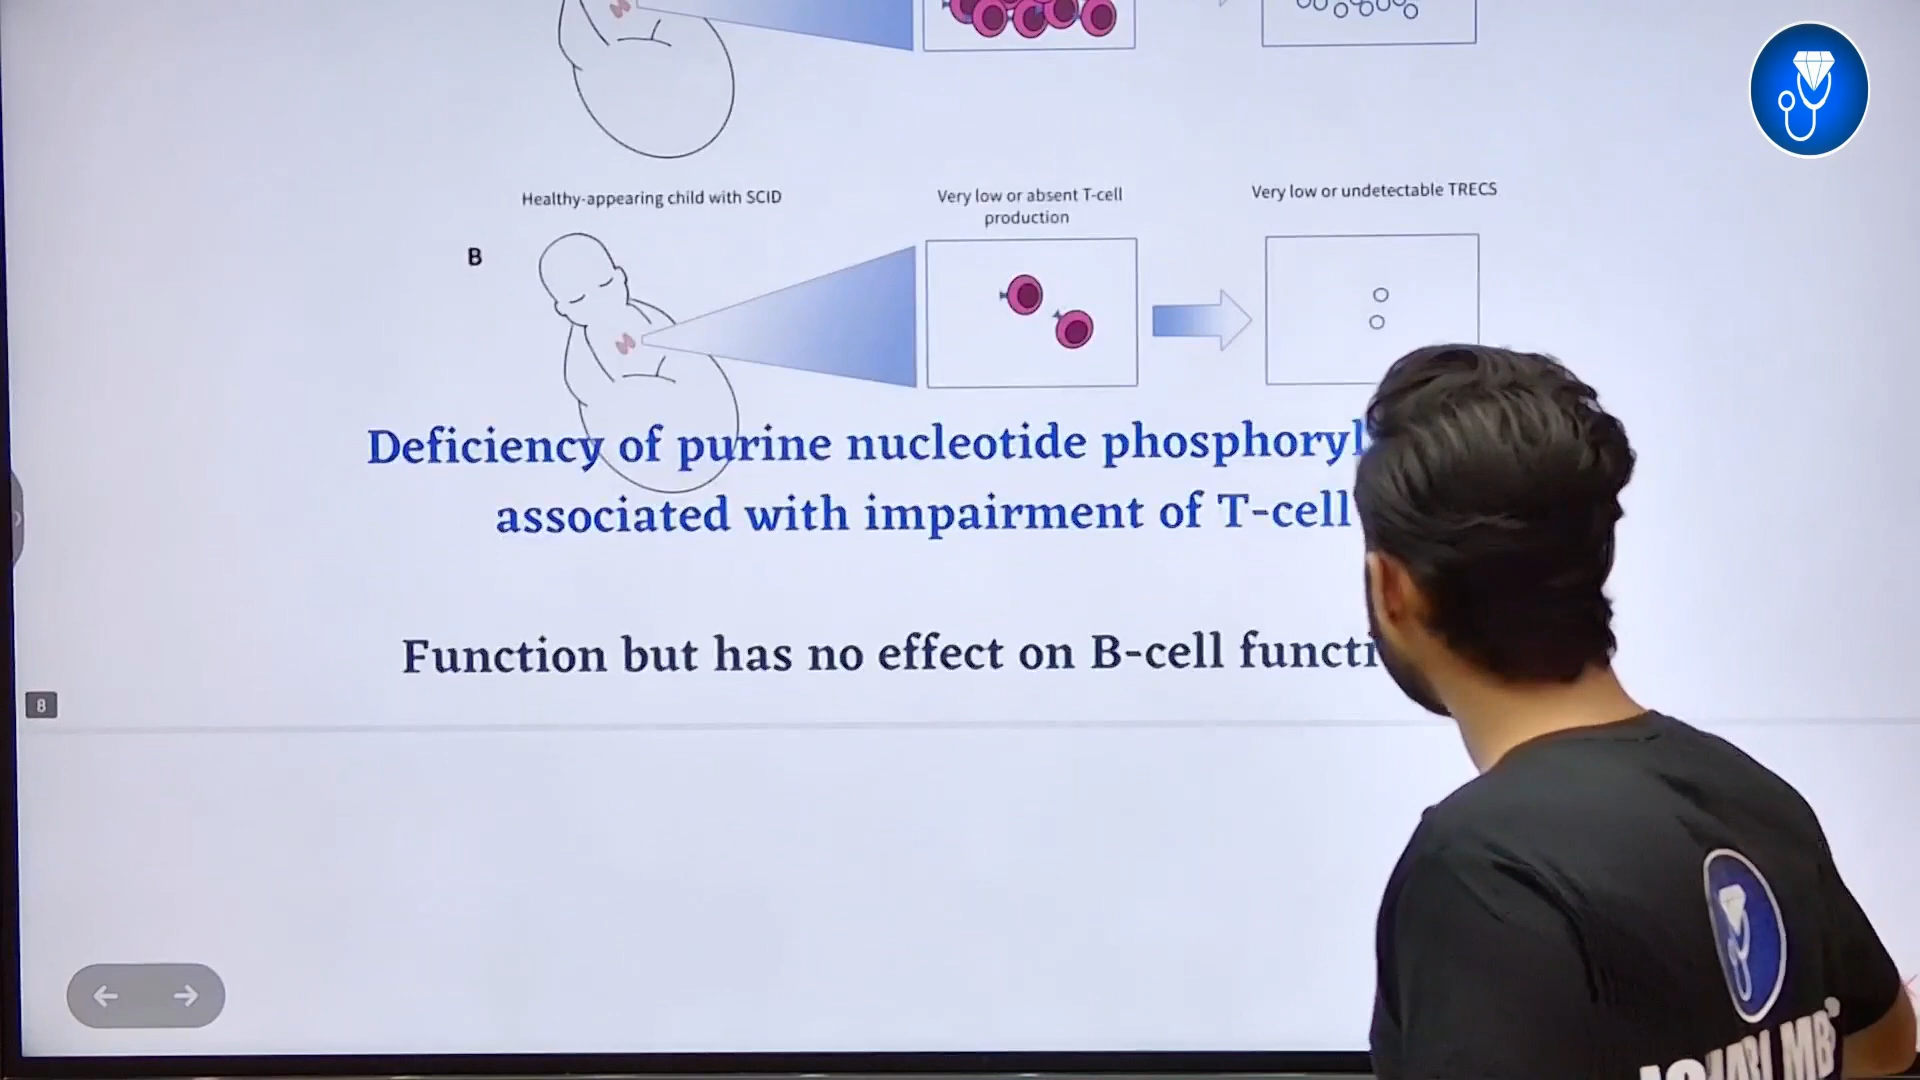 Healthy-appearing child with SCID
Very low or absent T-cell
production
Very low or undetectable TRECS
B
Deficiency of purine nucleotide phosphoryl
associated with impairment of T-cell
Function but has no effect on B-cell functi
8